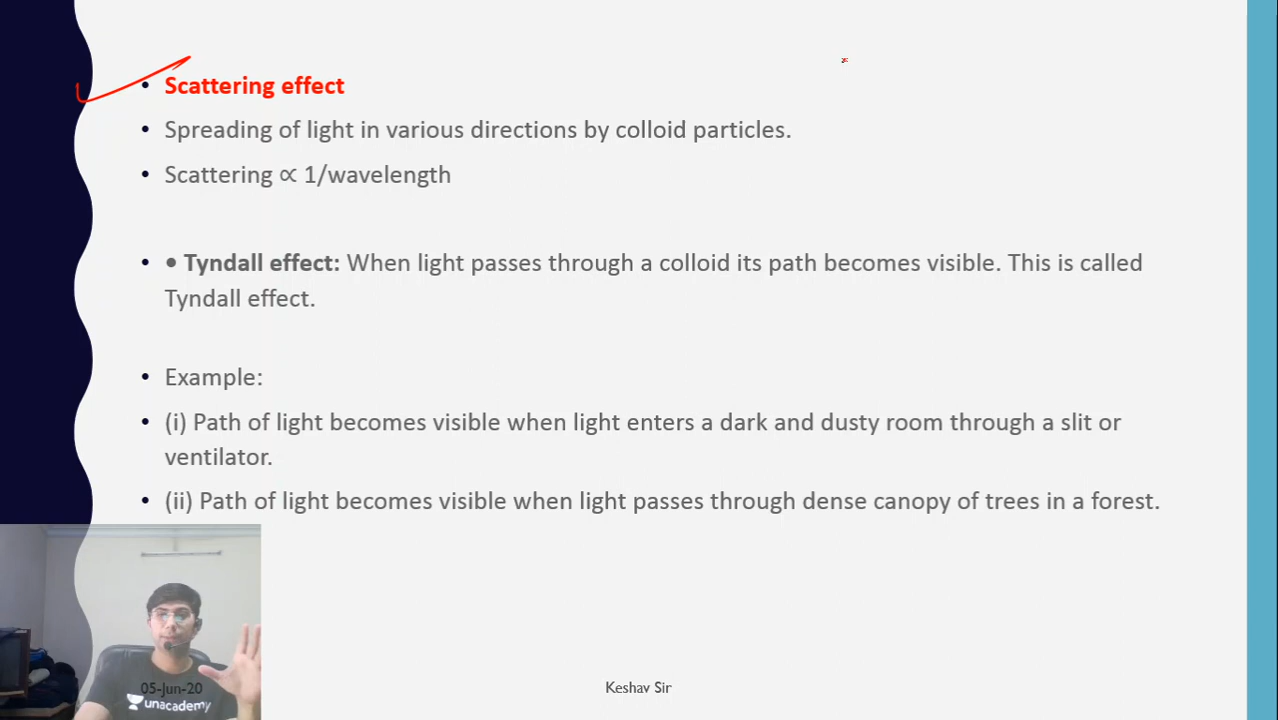 • Scattering effect
• Spreading of light in various directions by colloid particles.
• Scattering ∝ 1/wavelength
• • Tyndall effect: When light passes through a colloid its path becomes visible. This is called
Tyndall effect.
• Example:
• (i) Path of light becomes visible when light enters a dark and dusty room through a slit or
ventilator.
• (ii) Path of light becomes visible when light passes through dense canopy of trees in a forest.
05-Jun-20
unacademy
Keshav Sir